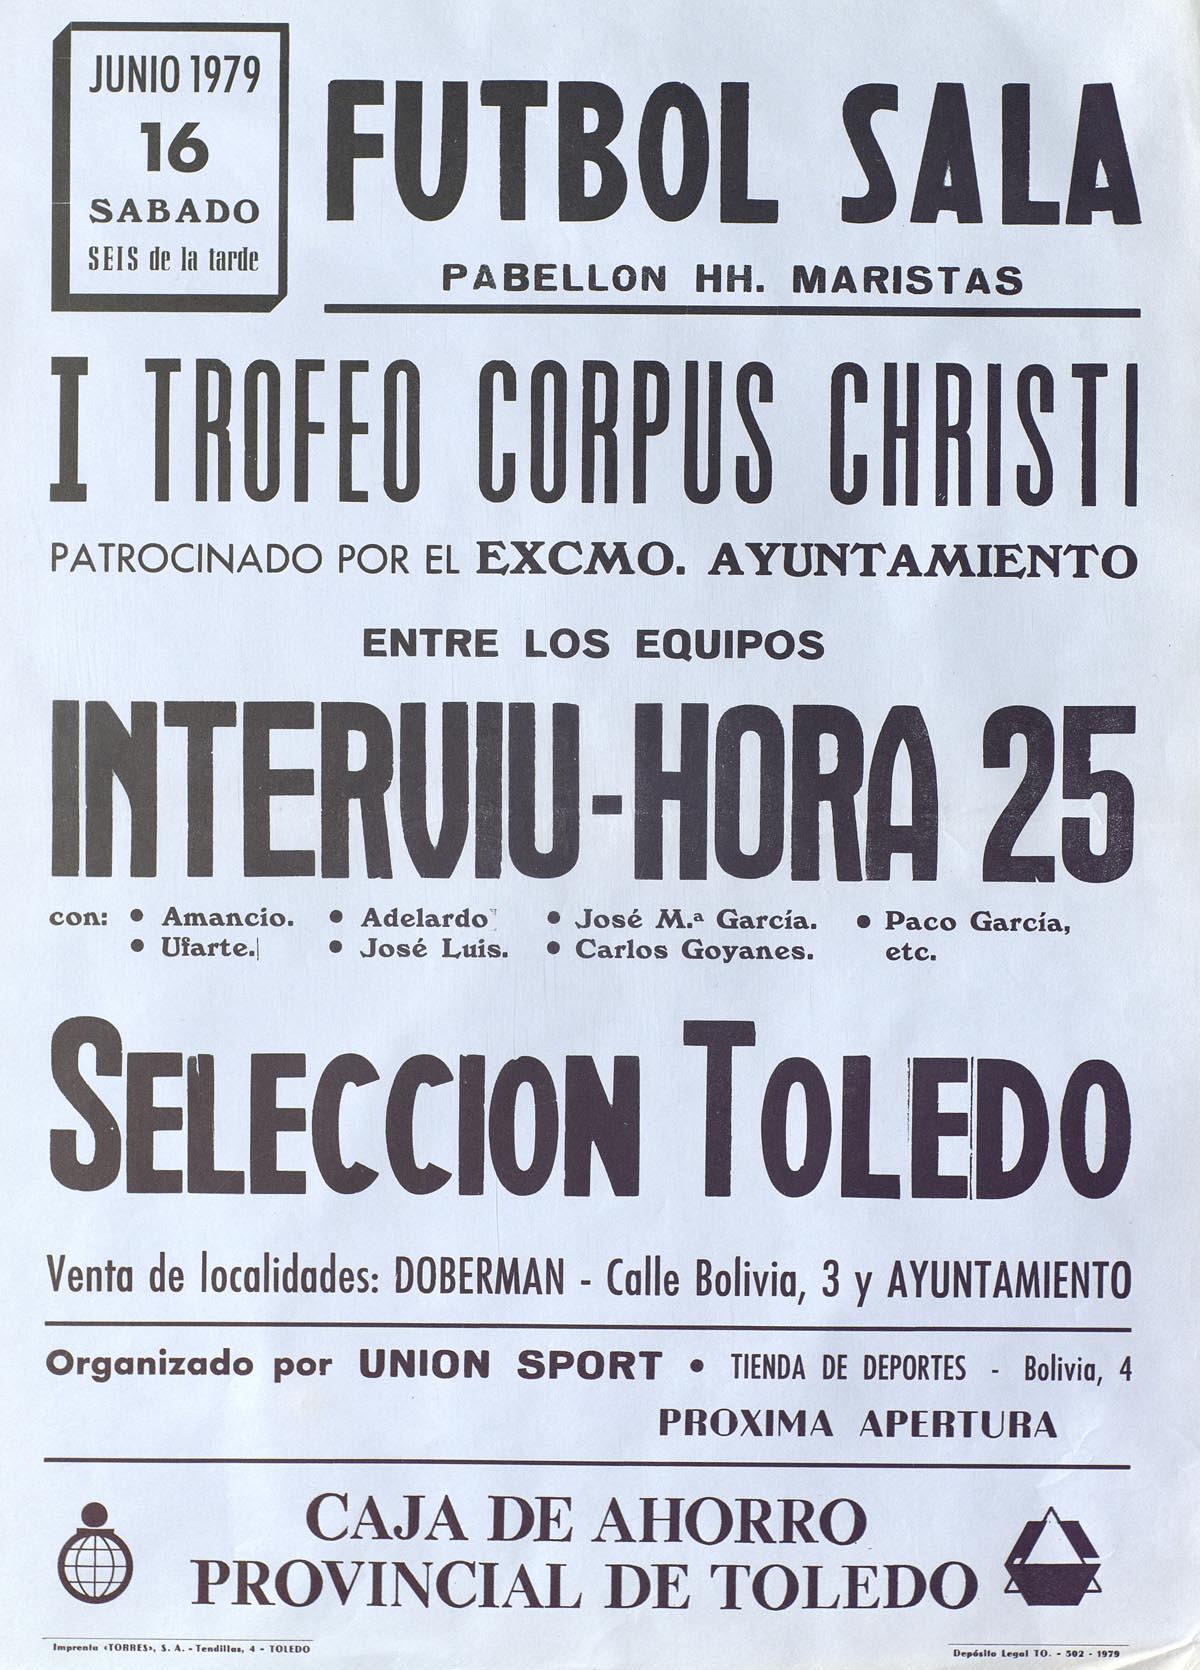 JUNIO 1979
16
SABADO
SEIS de la tarde
FUTBOL SALA
PABELLON HH. MARISTAS
I TROFEO CORPUS CHRISTI
PATROCINADO POR EL EXCMO. AYUNTAMIENTO
ENTRE LOS EQUIPOS
INTERVIU-HORA 25
con: • Amancio. • Adelardo • José M.ª García. • Paco García,
• Ufarte. • José Luis. • Carlos Goyanes. etc.
SELECCION TOLEDO
Venta de localidades: DOBERMAN - Calle Bolivia, 3 y AYUNTAMIENTO
Organizado por UNION SPORT • TIENDA DE DEPORTES - Bolivia, 4
PROXIMA APERTURA
CAJA DE AHORRO
PROVINCIAL DE TOLEDO
Imprenta «TORRES», S. A. - Tendillas, 4 - TOLEDO
Depósito Legal TO. - 502 - 1979